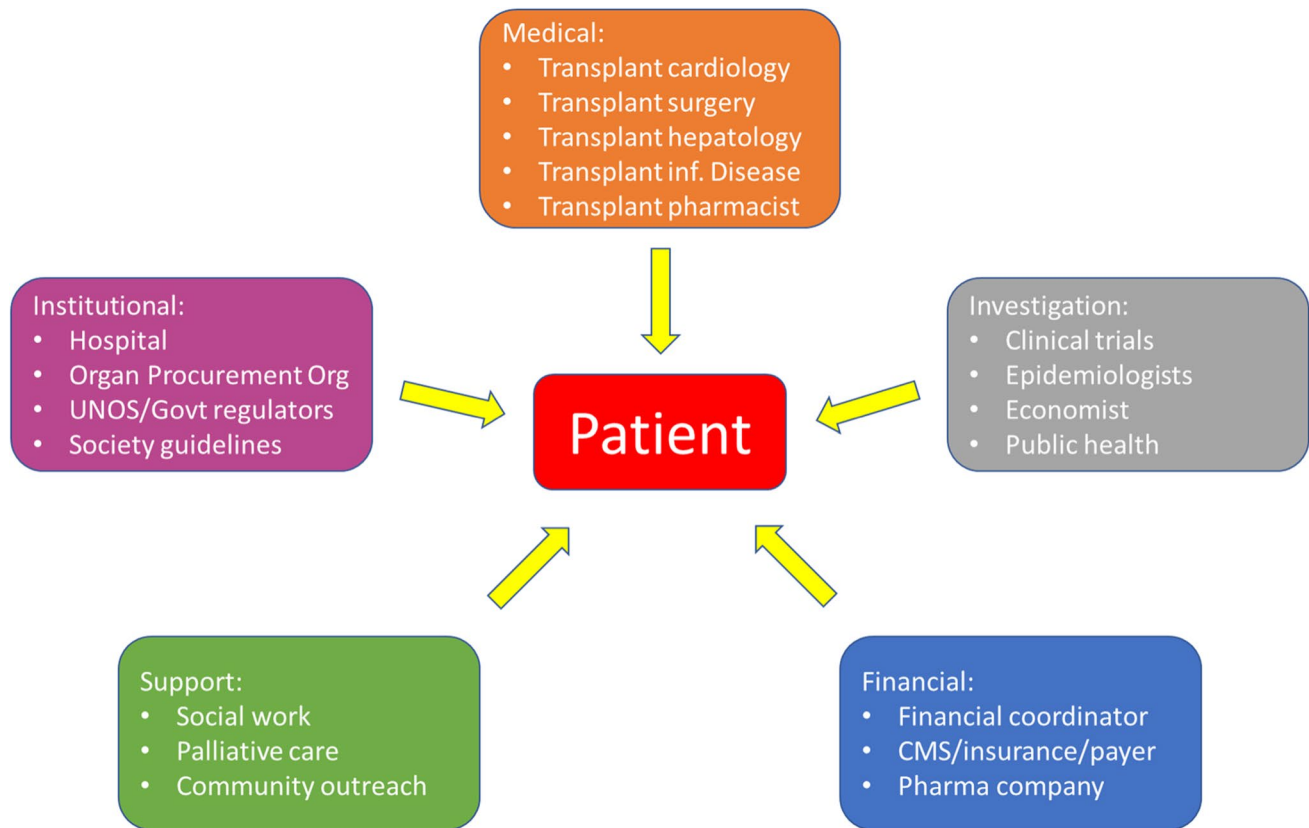 Medical:
• Transplant cardiology
• Transplant surgery
• Transplant hepatology
• Transplant inf. Disease
• Transplant pharmacist
Institutional:
• Hospital
• Organ Procurement Org
• UNOS/Govt regulators
• Society guidelines
Patient
Investigation:
• Clinical trials
• Epidemiologists
• Economist
• Public health
Support:
• Social work
• Palliative care
• Community outreach
Financial:
• Financial coordinator
• CMS/insurance/payer
• Pharma company